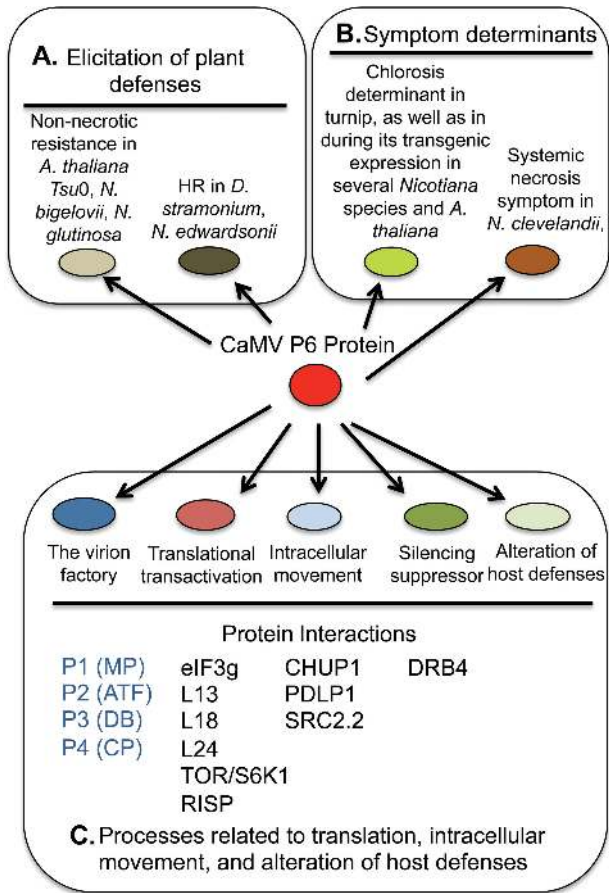 A. Elicitation of plant
defenses
Non-necrotic
resistance in
A. thaliana
Tsu0, N.
bigelovii, N.
glutinosa
HR in D.
stramonium,
N. edwardsonii
B. Symptom determinants
Chlorosis
determinant in
turnip, as well as in
during its transgenic
expression in
several Nicotiana
species and A.
thaliana
Systemic
necrosis
symptom in
N. clevelandii,
CaMV P6 Protein
The virion
factory
Translational
transactivation
Intracellular
movement
Silencing
suppressor
Alteration of
host defenses
Protein Interactions
P1 (MP)
P2 (ATF)
P3 (DB)
P4 (CP)
eIF3g
L13
L18
L24
TOR/S6K1
RISP
CHUP1
PDLP1
SRC2.2
DRB4
C. Processes related to translation, intracellular
movement, and alteration of host defenses